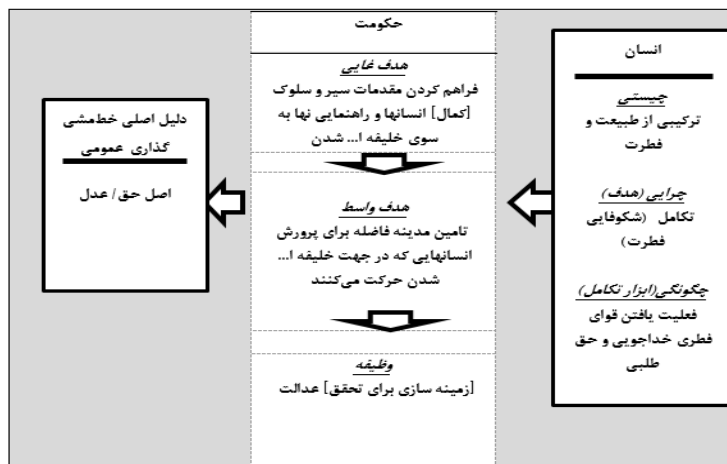 انسان
چیستی
ترکیبی از طبیعت و
فطرت
چرایی (هدف)
تکامل (شکوفایی
فطرت)
چگونگی(ابزار تکامل)
فعلیت یافتن قوای
فطری خداجویی و حق
طلبی
حکومت
هدف غایی
فراهم کردن مقدمات سیر و سلوک
[کمال] انسانها و راهنمایی نها به
سوی خلیفه ا... شدن
هدف واسط
تامین مدینه فاضله برای پرورش
انسانهایی که در جهت خلیفه ا...
شدن حرکت می‌کنند
وظیفه
[زمینه سازی برای تحقق] عدالت
دلیل اصلی خط‌مشی
گذاری عمومی
اصل حق/ عدل